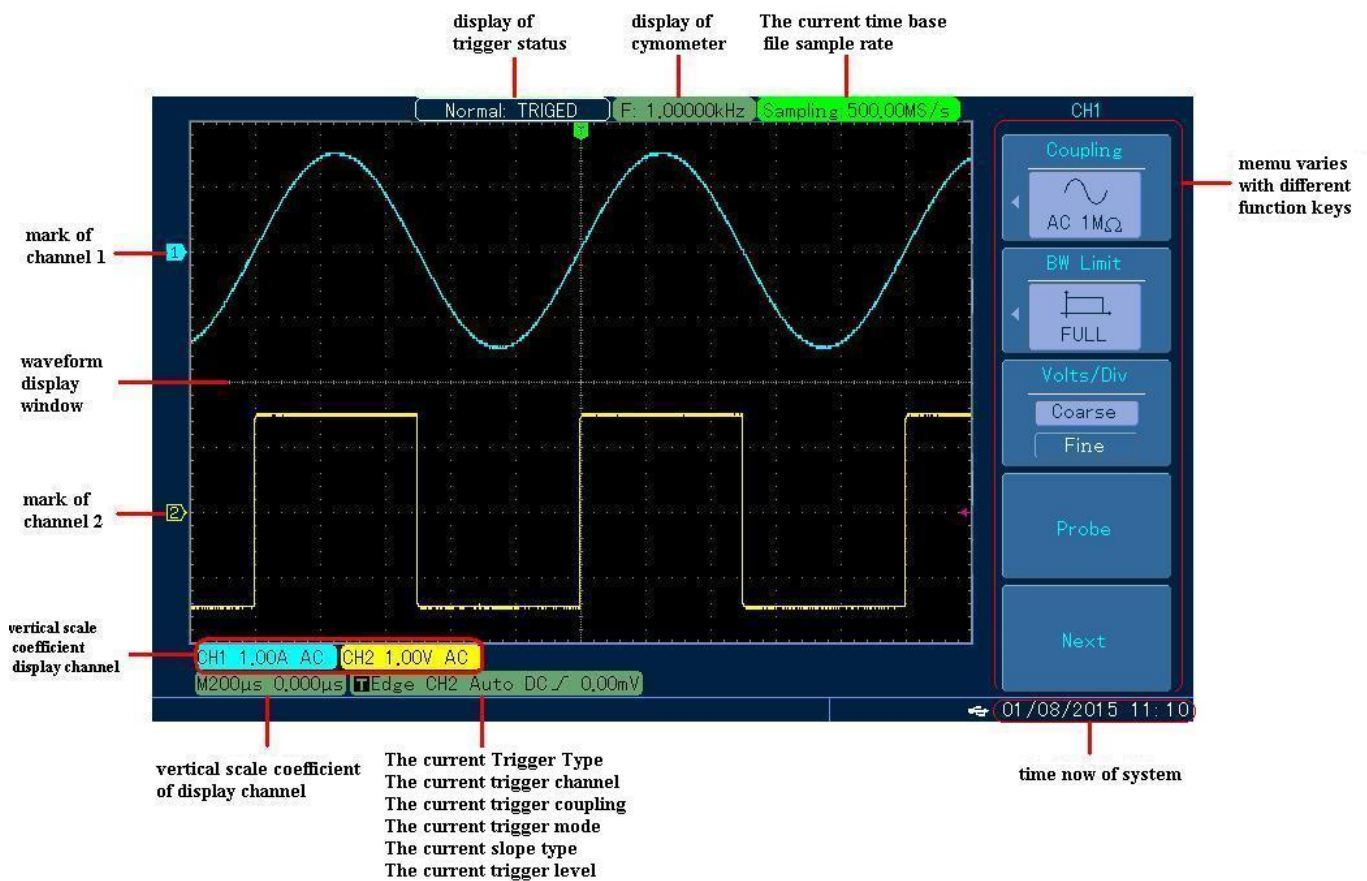 display of
trigger status
display of
cymometer
The current time base
file sample rate
Normal: TRIGED
F: 1.00000kHz
Sampling 500.00MS/s
CH1
T
Coupling
AC 1MΩ
BW Limit
FULL
Volts/Div
Coarse
Fine
Probe
Next
memu varies
with different
function keys
mark of
channel 1
1
waveform
display
window
mark of
channel 2
2
vertical scale
coefficient
display channel
CH1 1.00A AC
CH2 1.00V AC
M200μs 0.000μs
T Edge CH2 Auto DC 0.00mV
01/08/2015 11:10
vertical scale coefficient
of display channel
The current Trigger Type
The current trigger channel
The current trigger coupling
The current trigger mode
The current slope type
The current trigger level
time now of system